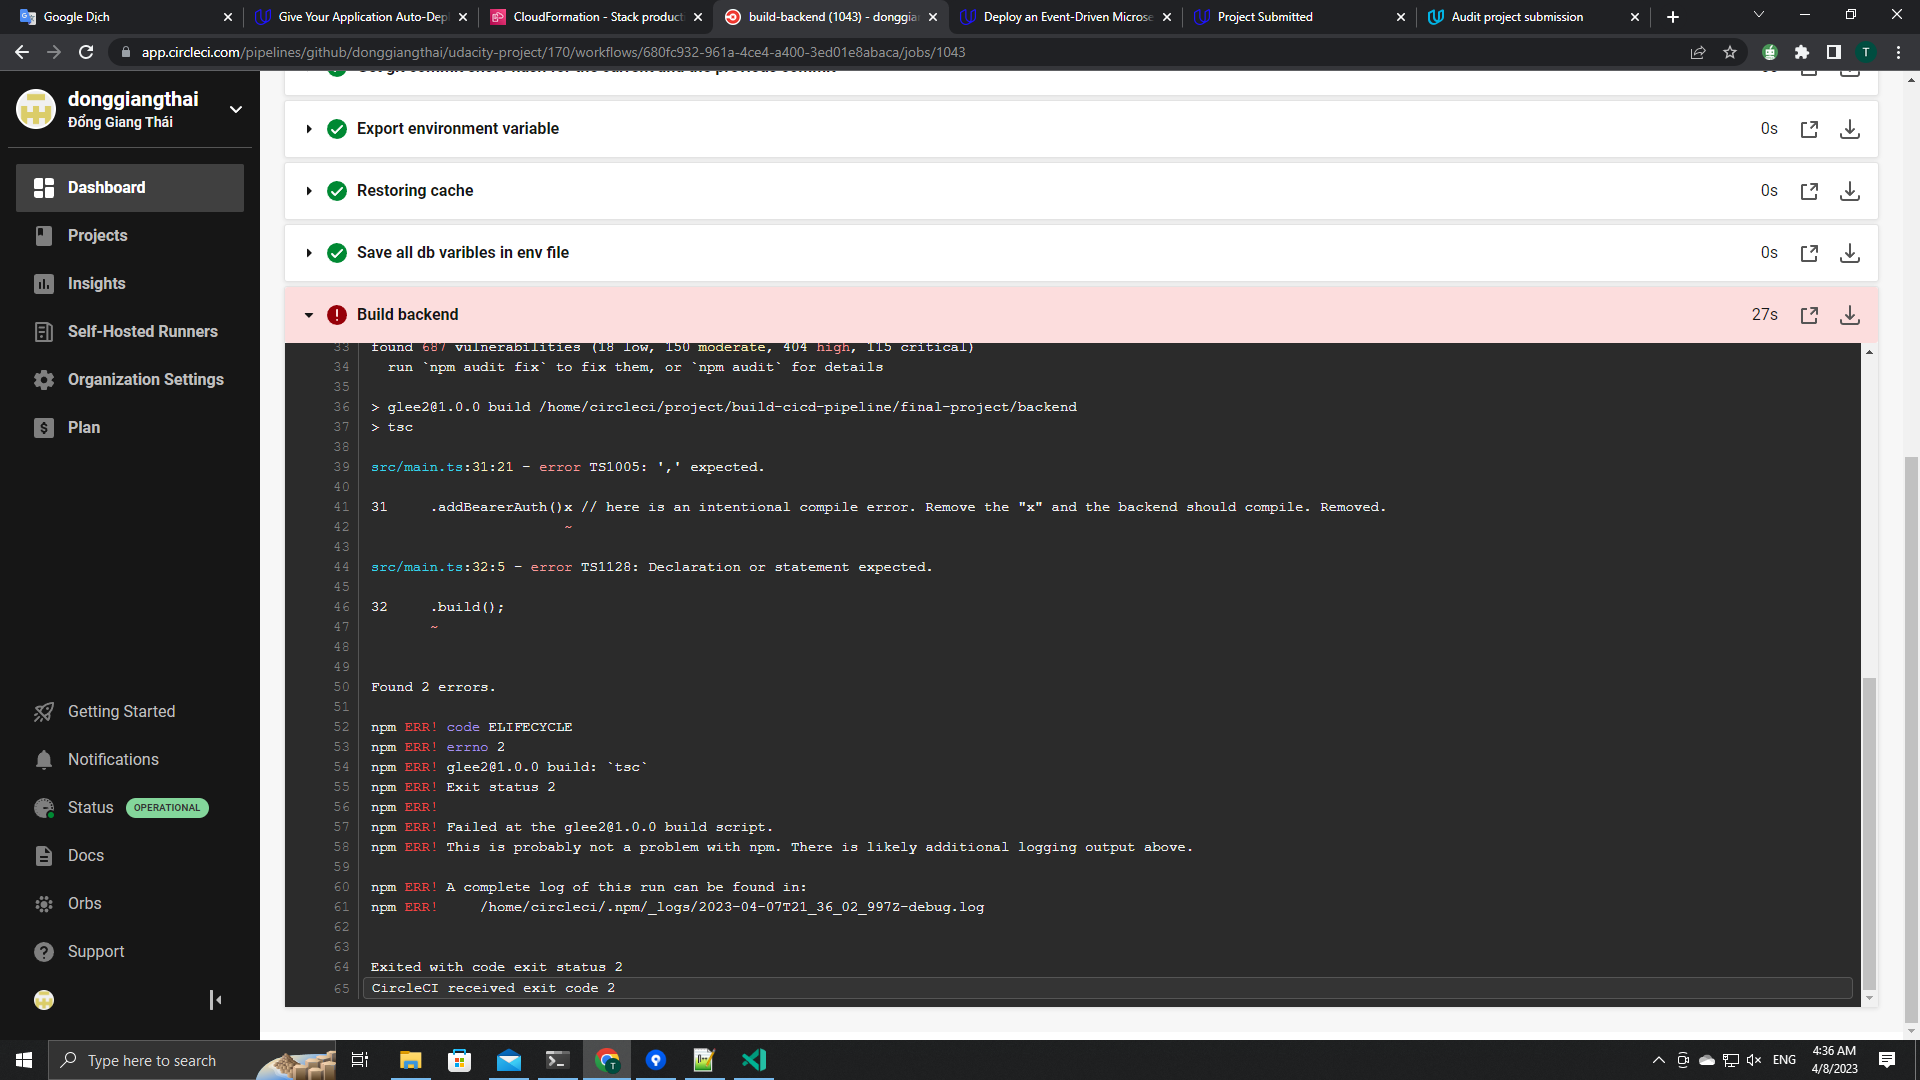 Google Dịch
Give Your Application Auto-Dep
CloudFormation - Stack product
build-backend (1043) - donggia
Deploy an Event-Driven Microse
Project Submitted
Audit project submission
app.circleci.com/pipelines/github/donggiangthai/udacity-project/170/workflows/680fc932-961a-4ce4-a400-3ed01e8abaca/jobs/1043
T
donggiangthai
Đồng Giang Thái
Dashboard
Projects
Insights
Self-Hosted Runners
Organization Settings
Plan
Getting Started
Notifications
Status OPERATIONAL
Docs
Orbs
Support
Export environment variable 0s
Restoring cache 0s
Save all db varibles in env file 0s
Build backend 27s
33 found 687 vulnerabilities (18 low, 150 moderate, 404 high, 115 critical)
34 run `npm audit fix` to fix them, or `npm audit` for details
35
36 > glee2@1.0.0 build /home/circleci/project/build-cicd-pipeline/final-project/backend
37 > tsc
38
39 src/main.ts:31:21 - error TS1005: ',' expected.
40
41 31 .addBearerAuth()x // here is an intentional compile error. Remove the "x" and the backend should compile. Removed.
42 ~
43
44 src/main.ts:32:5 - error TS1128: Declaration or statement expected.
45
46 32 .build();
47 ~
48
49
50 Found 2 errors.
51
52 npm ERR! code ELIFECYCLE
53 npm ERR! errno 2
54 npm ERR! glee2@1.0.0 build: `tsc`
55 npm ERR! Exit status 2
56 npm ERR!
57 npm ERR! Failed at the glee2@1.0.0 build script.
58 npm ERR! This is probably not a problem with npm. There is likely additional logging output above.
59
60 npm ERR! A complete log of this run can be found in:
61 npm ERR! /home/circleci/.npm/_logs/2023-04-07T21_36_02_997Z-debug.log
62
63
64 Exited with code exit status 2
65 CircleCI received exit code 2
Type here to search
ENG
4:36 AM
4/8/2023